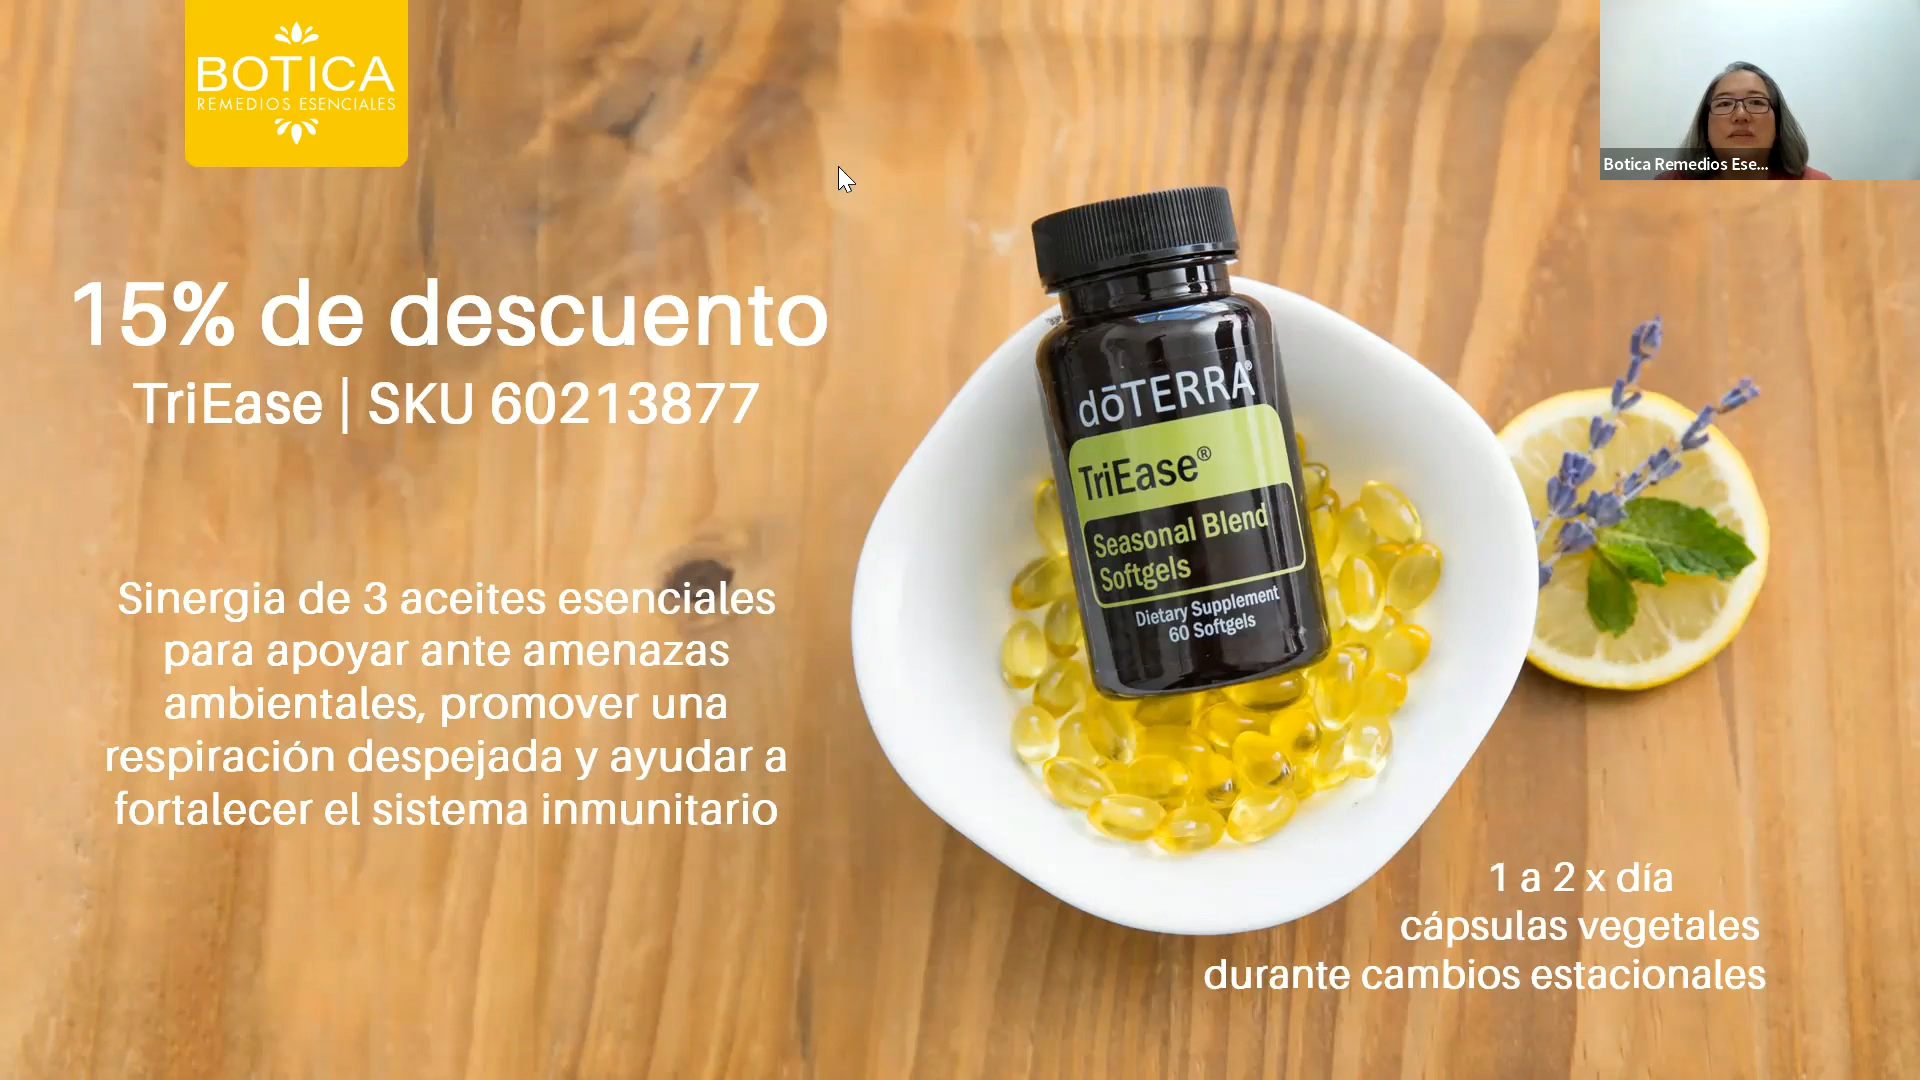 BOTICA
REMEDIOS ESENCIALES
Botica Remedios Ese...
15% de descuento
TriEase | SKU 60213877
dōTERRA®
TriEase®
Seasonal Blend
Softgels
Dietary Supplement
60 Softgels
Sinergia de 3 aceites esenciales
para apoyar ante amenazas
ambientales, promover una
respiración despejada y ayudar a
fortalecer el sistema inmunitario
1 a 2 x día
cápsulas vegetales
durante cambios estacionales